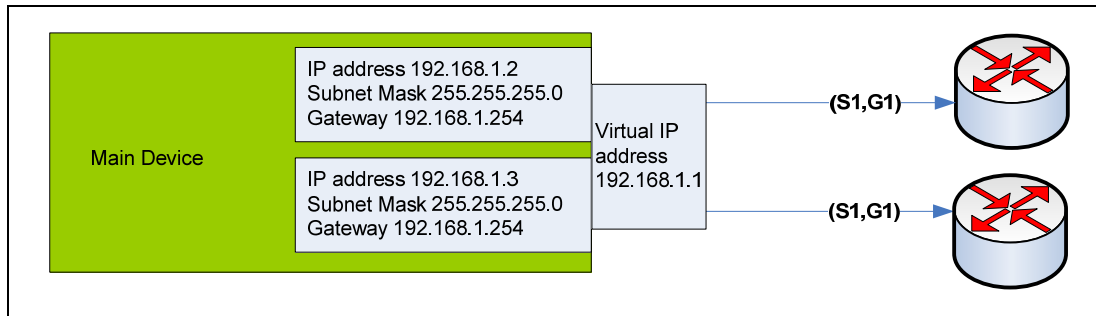 Main Device
IP address 192.168.1.2
Subnet Mask 255.255.255.0
Gateway 192.168.1.254
IP address 192.168.1.3
Subnet Mask 255.255.255.0
Gateway 192.168.1.254
Virtual IP
address
192.168.1.1
(S1,G1)
(S1,G1)